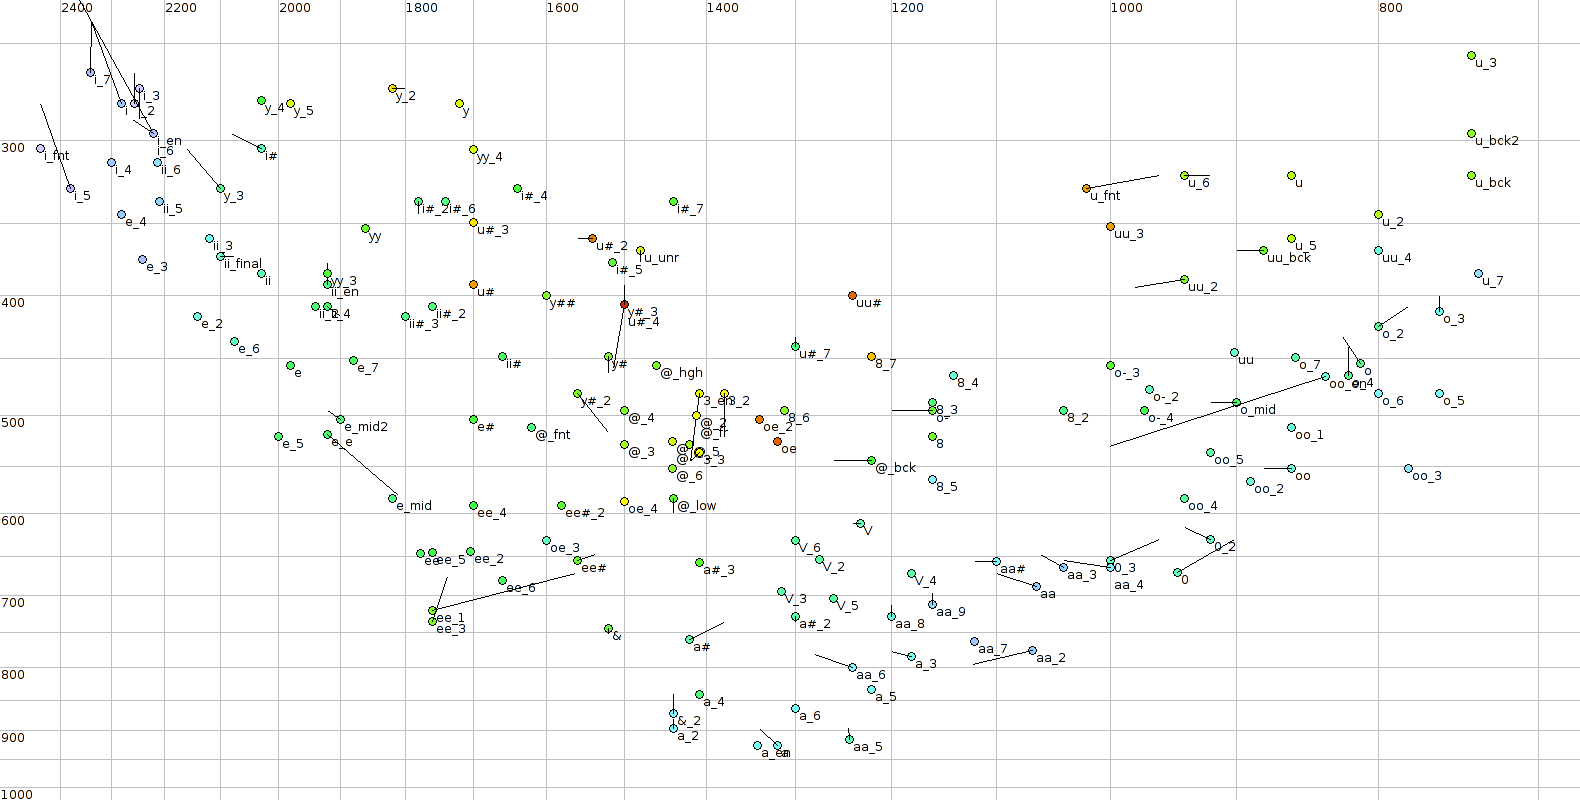 2400 2200 2000 1800 1600 1400 1200 1000 800
u_3
i_7
i_3
y_2
i i_2
y_4 y_5 y
i_en
u_bck2
300
i_fnt i_6 i# yy_4
i_4 ii_6
u_6 u u_bck
i_5 y_3 i#_4 u_fnt
ii_5 i#_2 i#_6 i#_7
e_4 u#_3 u_2
yy uu_3
ii_3 u#_2 u_5
ii_final u_unr uu_bck uu_4
e_3 i#_5
ii yy_3 u_7
ii_en u# uu_2
400
y## uu#
ii_2 ii#_2 y#_3 o_3
e_2 ii#_3 u#_4 o_2
e_6 u#_7
uu
e e_7 ii# y# @_hgh 8_7 o-_3 o_7 o
8_4 o_4
y#_2 3_en 3_2 o-_2 o_6 o_5
500
e_mid2 e# @_4 @_2 oe_2 8_6 8_3 o- 8_2 o-_4 o_mid
e_5 e_e @_fnt @_fr 8 oo_1
@_3 oe oo_5
@_6 @_bck oo oo_3
8_5 oo_2
e_mid @_low oo_4
ee_4 ee#_2 oe_4
600
V
oe_3 V_6 0_2
ee ee_5 ee_2 V_2
ee# a#_3 aa# 0_3
ee_6 V_4 aa_3 aa_4 0
aa
700
V_3 V_5
ee_1 aa_9
ee_3 & a#_2 aa_8
a# aa_7
a_3 aa_2
800
aa_6
a_4 a_5
&_2 a_6
900
a_2 aa_5
a_en a
1000